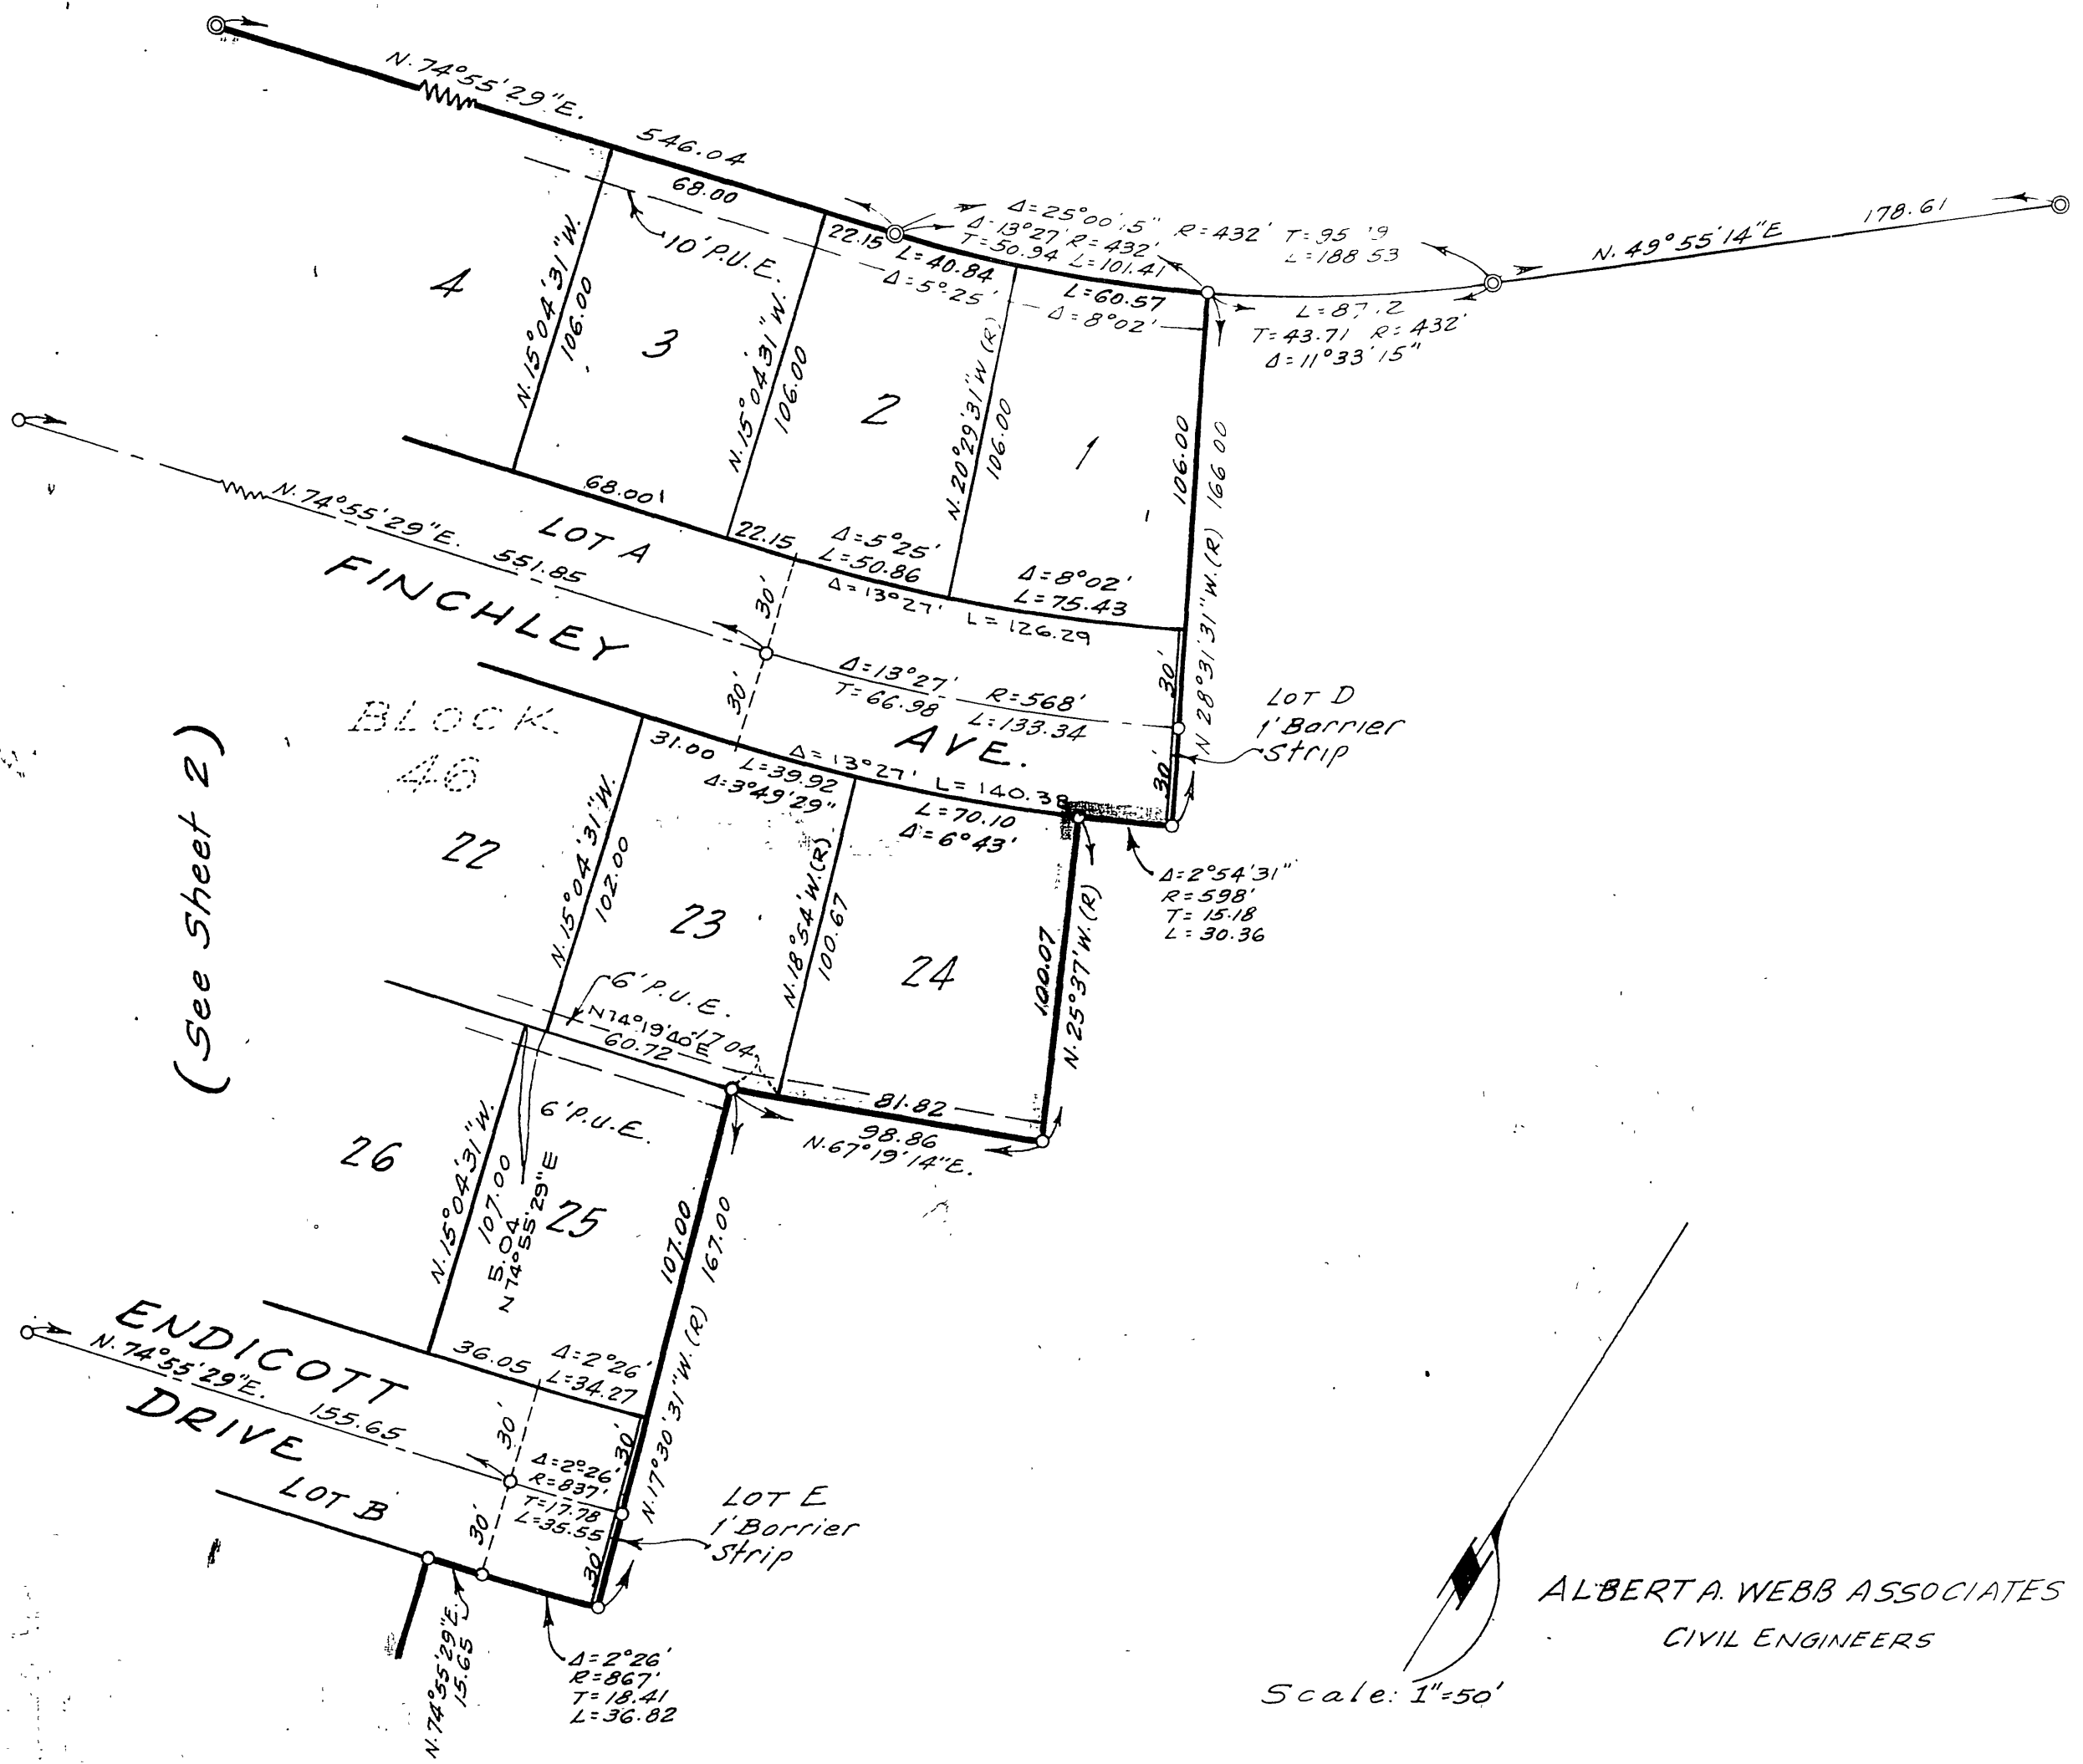 N. 74°55'29"E.
546.04
68.00
10' P.U.E.
22.15
L=40.84
Δ=5°25'
Δ=13°27' R=432'
T=50.94 L=101.41
R=432'
L=60.57
Δ=8°02'
T=43.71 R=432'
Δ=11°33'15"
N. 49°55'14"E
178.61
4
N. 15°04'31"W.
106.00
3
N. 15°04'31"W.
106.00
2
N. 20°29'31"W (R)
106.00
1
106.00
N 28°31'31"W. (R) 166 00
68.00'
22.15
Δ=5°25'
L=50.86
Δ=8°02'
L=75.43
Δ=13°27' L=126.29
N. 74°55'29"E. 551.85
LOT A
FINCHLEY
AVE.
30'
30'
Δ=13°27' R=568'
T=66.98 L=133.34
30'
30'
LOT D
1' Barrier
Strip
BLOCK
46
31.00
L=39.92
Δ=3°49'29"
Δ=13°27' L=140.38
L=70.10
Δ=6°43'
Δ=2°54'31"
R=598'
T=15.18
L=30.36
(See Sheet 2)
22
N. 15°04'31"W.
102.00
23
N. 18°54'W. (R)
100.67
24
100.07
N. 25°37'W. (R)
6' P.U.E.
N74°19'40"E
60.72
17 04
81.82
98.86
N. 67°19'14"E.
6' P.U.E.
26
N. 15°04'31"W.
107.00
5.04
N 74°55'29"E
25
107.00
N. 17°30'31"W. (R) 167.00
36.05
Δ=2°26'
L=34.27
ENDICOTT
N. 74°55'29"E.
155.65
DRIVE
LOT B
30'
30'
Δ=2°26'
R=837'
T=17.78
L=35.55
30'
30'
LOT E
1' Barrier
Strip
N. 74°55'29"E.
15.65
Δ=2°26'
R=867'
T=18.41
L=36.82
ALBERT A. WEBB ASSOCIATES
CIVIL ENGINEERS
Scale: 1"=50'